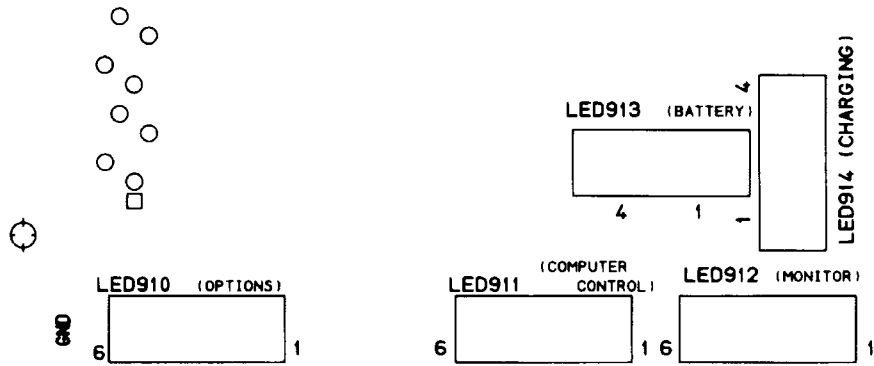 LED913 (BATTERY)
4
4 1
1
LED914 (CHARGING)
LED910 (OPTIONS)
GND
6 1
LED911 (COMPUTER
CONTROL)
6 1
LED912 (MONITOR)
6 1